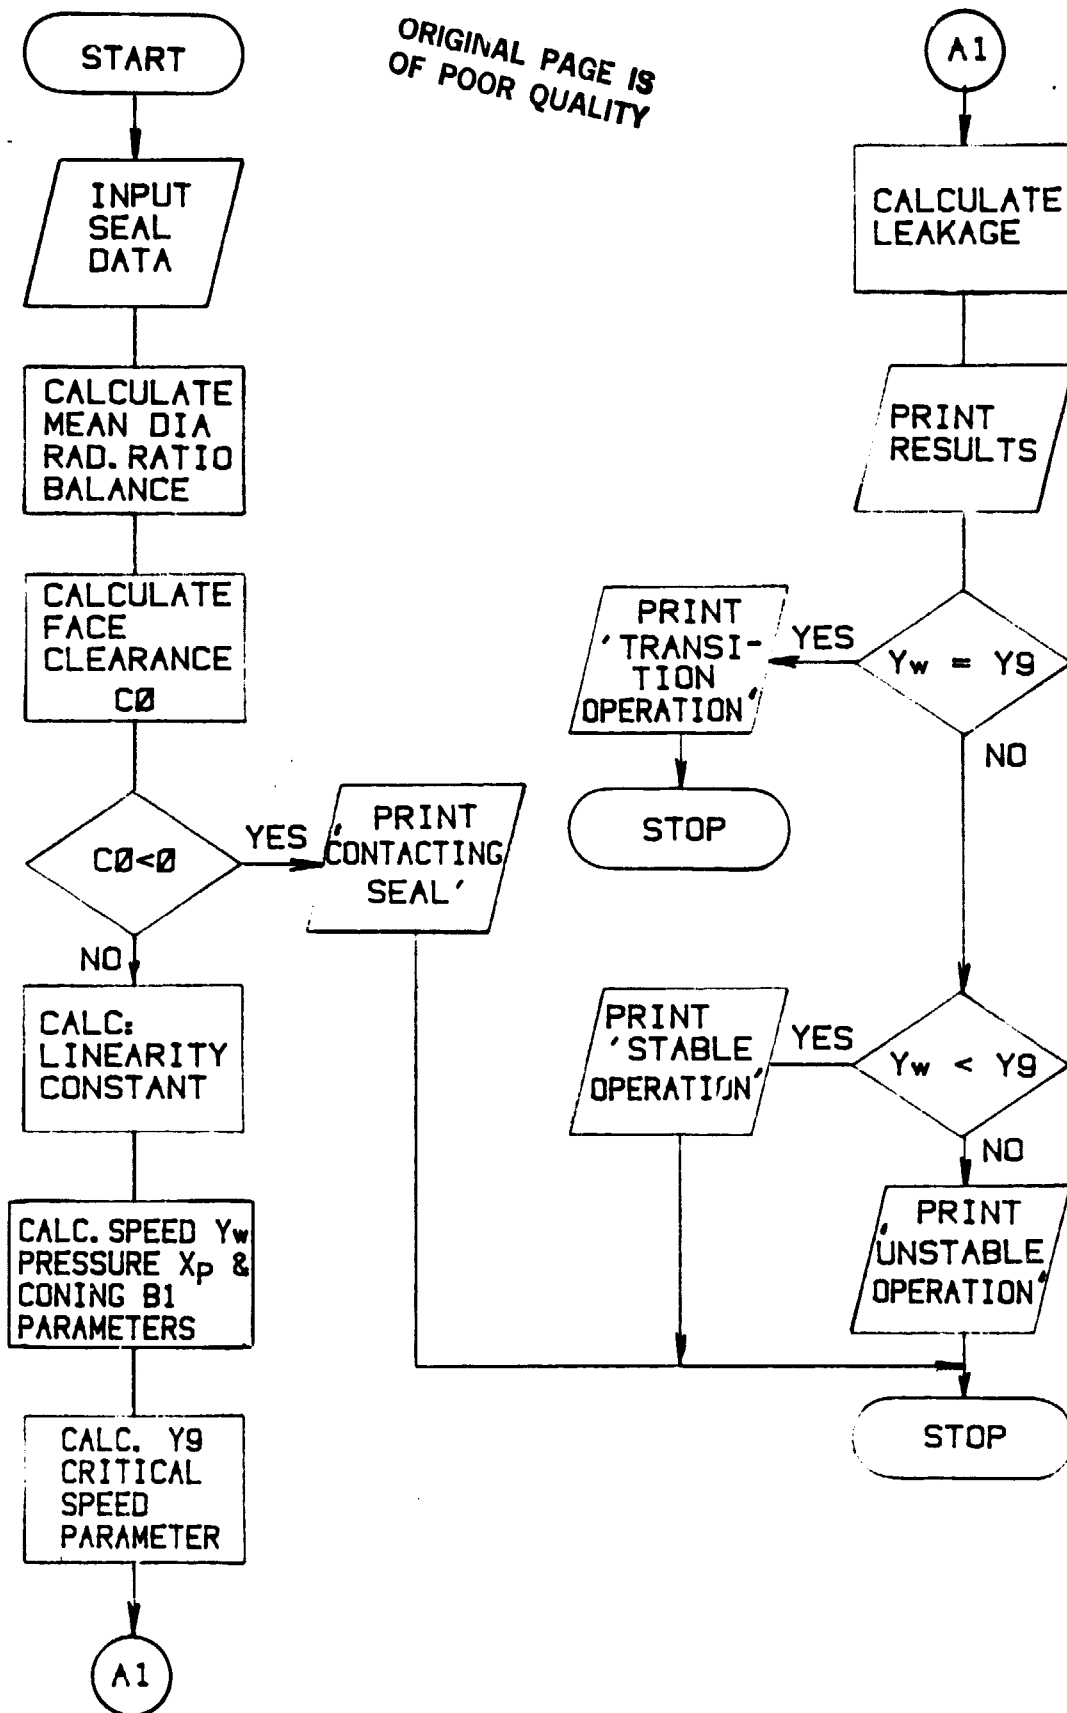 START
ORIGINAL PAGE IS
OF POOR QUALITY
INPUT
SEAL
DATA
CALCULATE
MEAN DIA
RAD. RATIO
BALANCE
CALCULATE
FACE
CLEARANCE
CØ
CØ<Ø
YES
NO
'PRINT
CONTACTING
SEAL'
CALC:
LINEARITY
CONSTANT
CALC. SPEED Yw
PRESSURE Xp &
CONING B1
PARAMETERS
CALC. Y9
CRITICAL
SPEED
PARAMETER
A1
A1
CALCULATE
LEAKAGE
PRINT
RESULTS
Yw = Y9
YES
NO
PRINT
'TRANSI-
TION
OPERATION'
STOP
Yw < Y9
YES
NO
PRINT
'STABLE
OPERATION'
PRINT
'UNSTABLE
OPERATION'
STOP